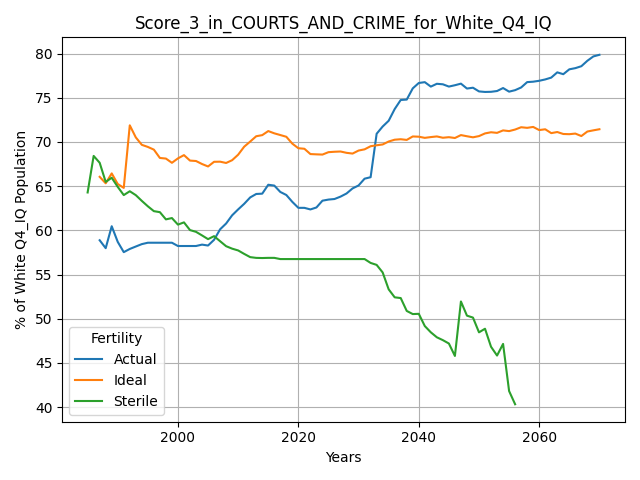 Score_3_in_COURTS_AND_CRIME_for_White_Q4_IQ
% of White Q4_IQ Population
80
75
70
65
60
55
50
45
40
Fertility
Actual
Ideal
Sterile
2000
2020
2040
2060
Years